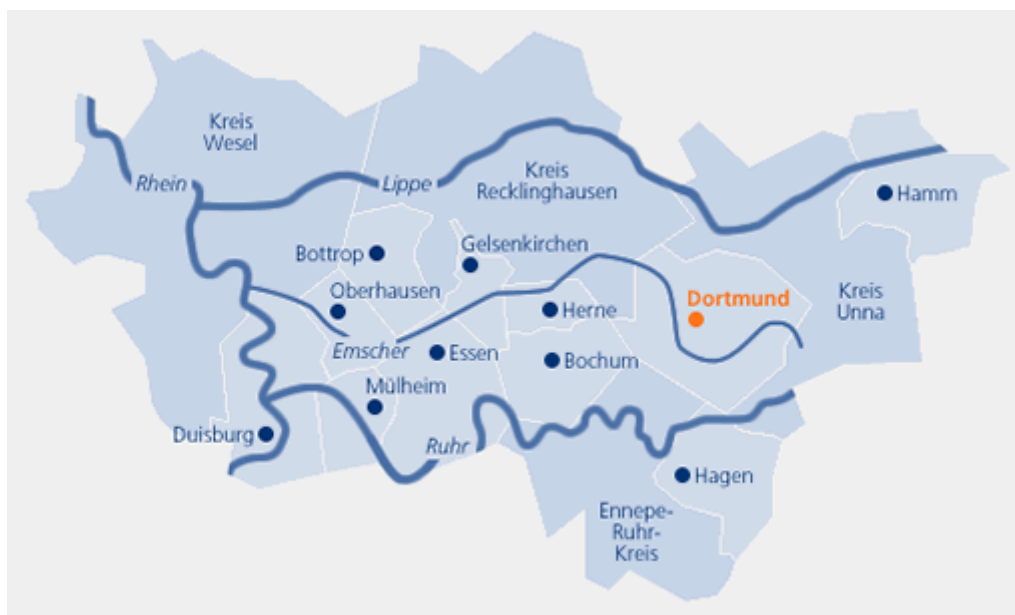 Kreis
Wesel
Rhein
Lippe
Kreis
Recklinghausen
Hamm
Bottrop
Gelsenkirchen
Oberhausen
Herne
Dortmund
Kreis
Unna
Emscher
Essen
Bochum
Mülheim
Duisburg
Ruhr
Hagen
Ennepe-
Ruhr-
Kreis